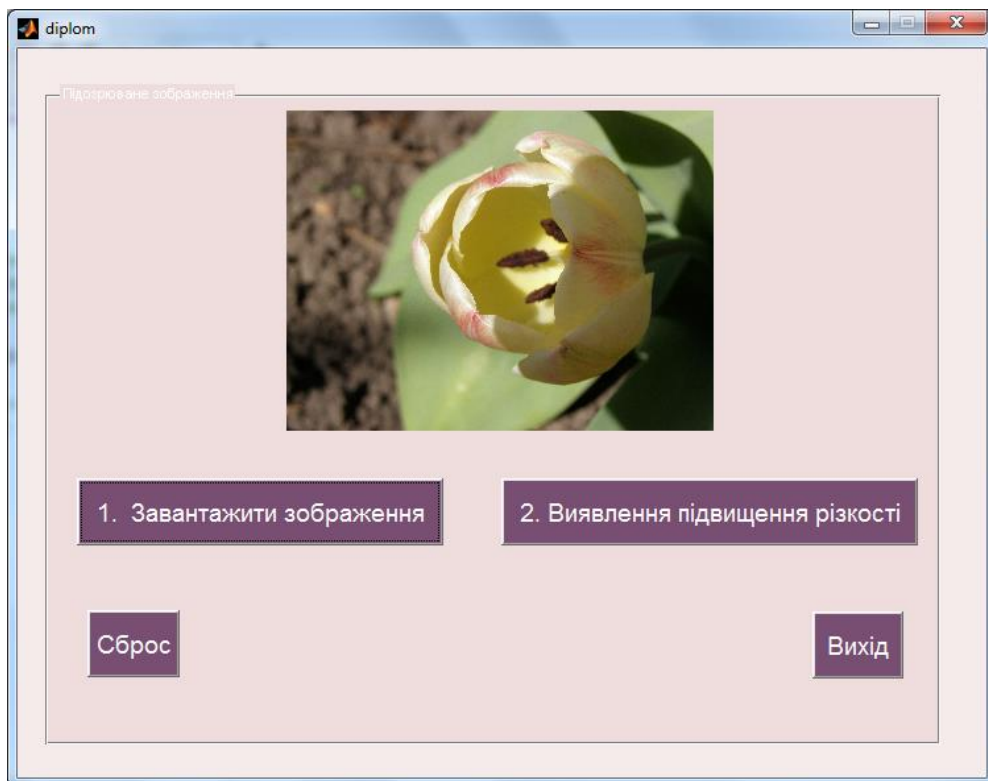 diplom
Підозрюване зображення
1. Завантажити зображення
2. Виявлення підвищення різкості
Сброс
Вихід